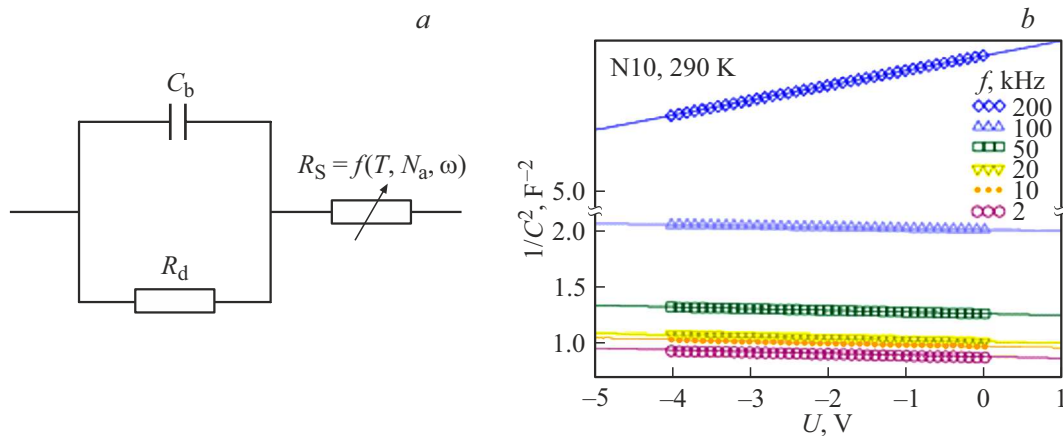 a
C_b
R_S = f(T, N_a, ω)
R_d
b
N10, 290 K
f, kHz
200
100
50
20
10
2
1/C², F⁻²
5.0
2.0
1.5
1.0
–5 –4 –3 –2 –1 0 1
U, V